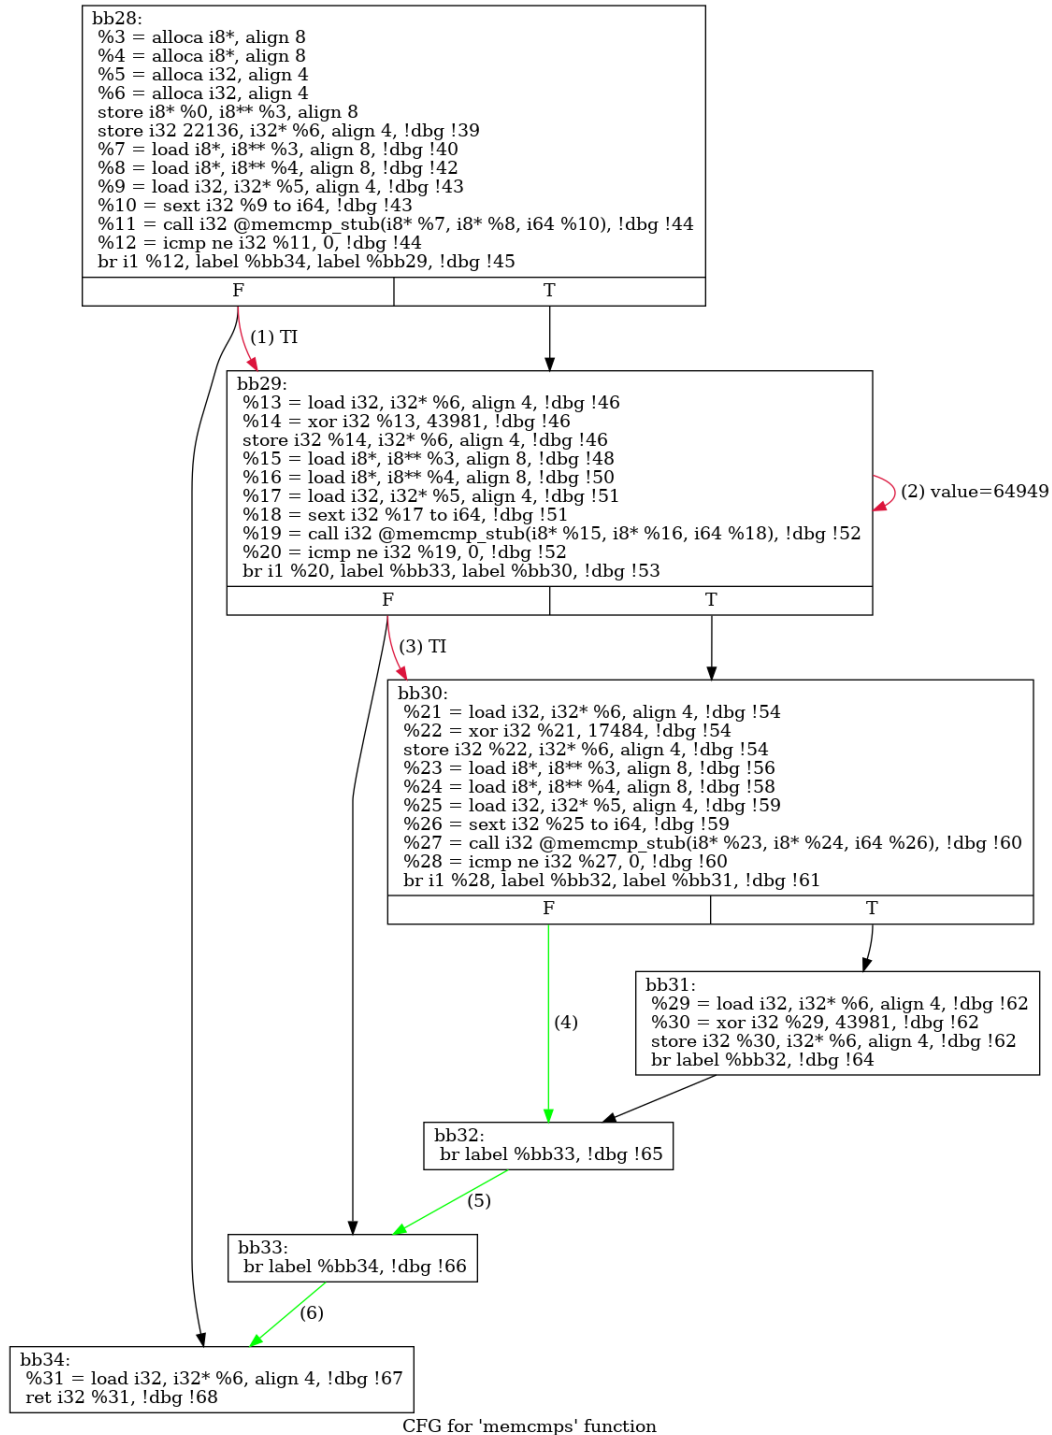 bb28:
%3 = alloca i8*, align 8
%4 = alloca i8*, align 8
%5 = alloca i32, align 4
%6 = alloca i32, align 4
store i8* %0, i8** %3, align 8
store i32 22136, i32* %6, align 4, !dbg !39
%7 = load i8*, i8** %3, align 8, !dbg !40
%8 = load i8*, i8** %4, align 8, !dbg !42
%9 = load i32, i32* %5, align 4, !dbg !43
%10 = sext i32 %9 to i64, !dbg !43
%11 = call i32 @memcmp_stub(i8* %7, i8* %8, i64 %10), !dbg !44
%12 = icmp ne i32 %11, 0, !dbg !44
br i1 %12, label %bb34, label %bb29, !dbg !45
F T
(1) TI
bb29:
%13 = load i32, i32* %6, align 4, !dbg !46
%14 = xor i32 %13, 43981, !dbg !46
store i32 %14, i32* %6, align 4, !dbg !46
%15 = load i8*, i8** %3, align 8, !dbg !48
%16 = load i8*, i8** %4, align 8, !dbg !50
%17 = load i32, i32* %5, align 4, !dbg !51
%18 = sext i32 %17 to i64, !dbg !51
%19 = call i32 @memcmp_stub(i8* %15, i8* %16, i64 %18), !dbg !52
%20 = icmp ne i32 %19, 0, !dbg !52
br i1 %20, label %bb33, label %bb30, !dbg !53
F T
(2) value=64949
(3) TI
bb30:
%21 = load i32, i32* %6, align 4, !dbg !54
%22 = xor i32 %21, 17484, !dbg !54
store i32 %22, i32* %6, align 4, !dbg !54
%23 = load i8*, i8** %3, align 8, !dbg !56
%24 = load i8*, i8** %4, align 8, !dbg !58
%25 = load i32, i32* %5, align 4, !dbg !59
%26 = sext i32 %25 to i64, !dbg !59
%27 = call i32 @memcmp_stub(i8* %23, i8* %24, i64 %26), !dbg !60
%28 = icmp ne i32 %27, 0, !dbg !60
br i1 %28, label %bb32, label %bb31, !dbg !61
F T
(4)
bb31:
%29 = load i32, i32* %6, align 4, !dbg !62
%30 = xor i32 %29, 43981, !dbg !62
store i32 %30, i32* %6, align 4, !dbg !62
br label %bb32, !dbg !64
bb32:
br label %bb33, !dbg !65
(5)
bb33:
br label %bb34, !dbg !66
(6)
bb34:
%31 = load i32, i32* %6, align 4, !dbg !67
ret i32 %31, !dbg !68
CFG for 'memcmps' function